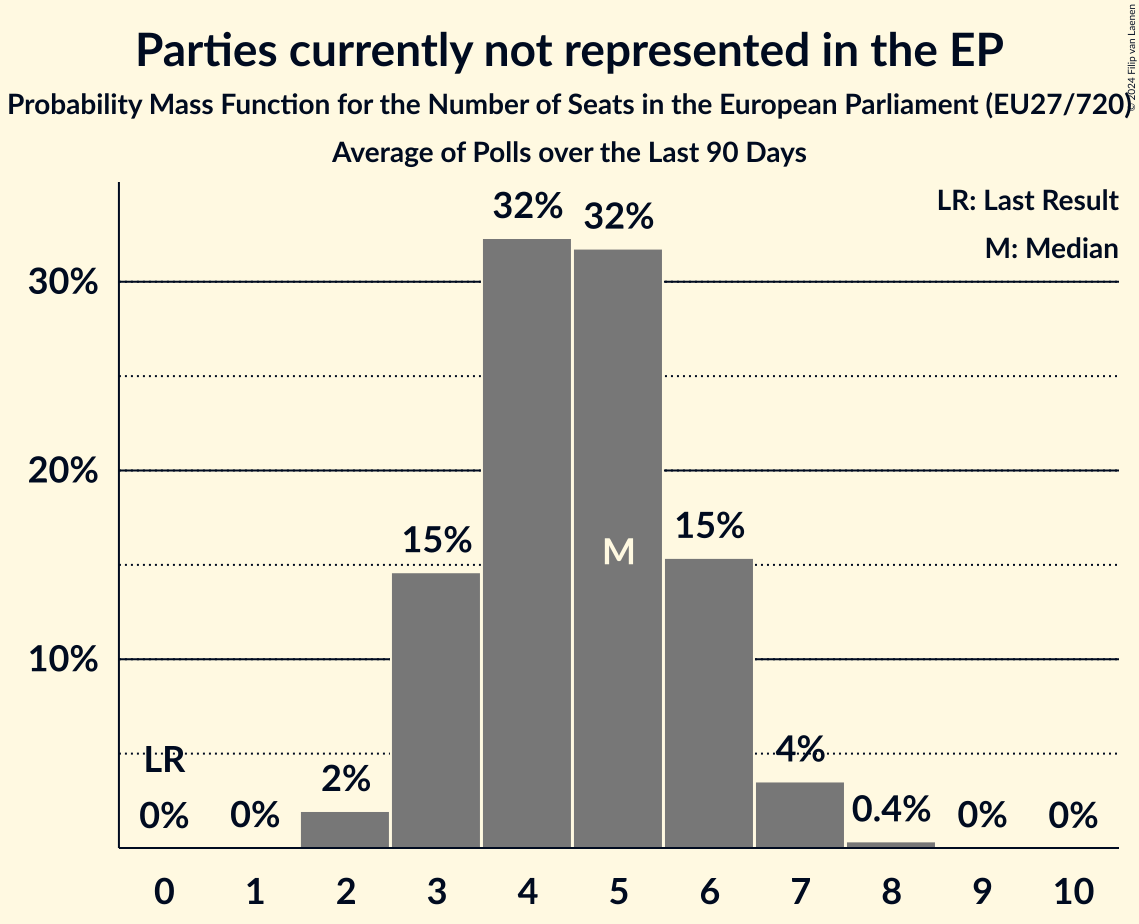 Parties currently not represented in the EP
Probability Mass Function for the Number of Seats in the European Parliament (EU27/720)
Average of Polls over the Last 90 Days
© 2024 Filip van Laenen
LR: Last Result
M: Median
30%
20%
10%
LR
0%
0%
2%
15%
32%
32%
M
15%
4%
0.4%
0%
0%
0 1 2 3 4 5 6 7 8 9 10